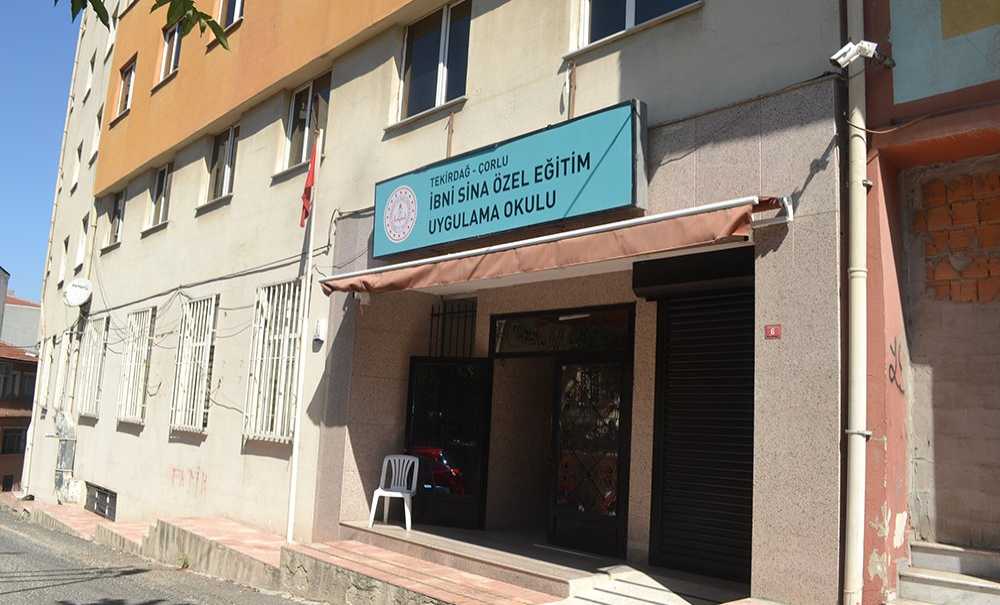 TEKİRDAĞ - ÇORLU
İBNİ SİNA ÖZEL EĞİTİM
UYGULAMA OKULU
6